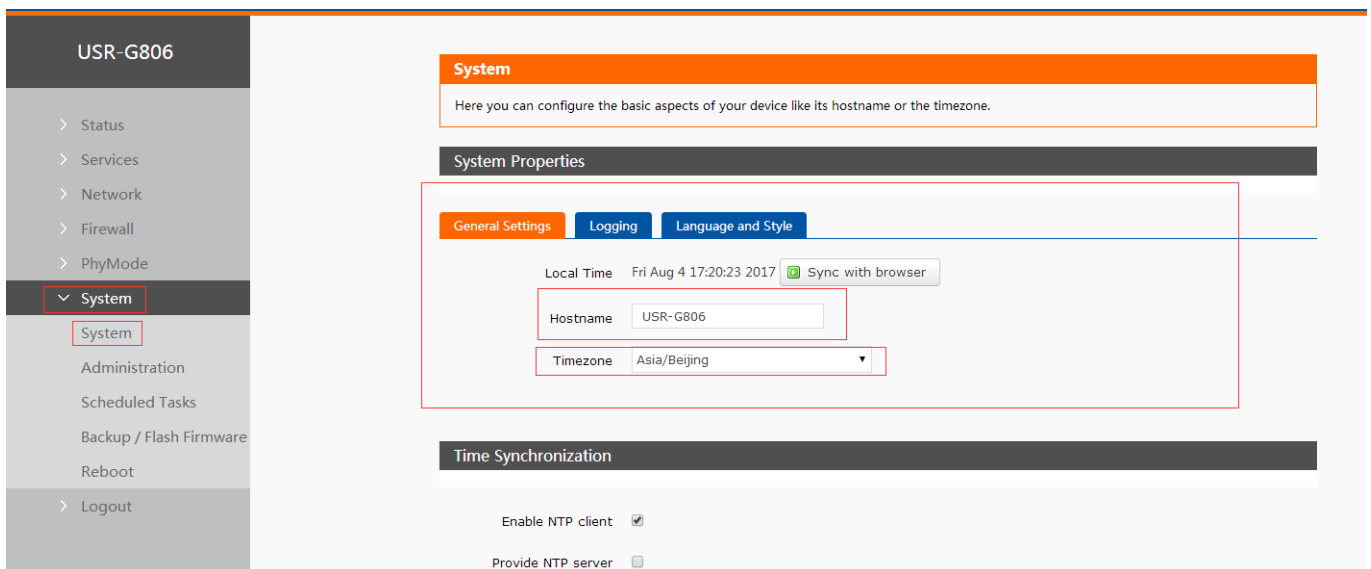 USR-G806
Status
Services
Network
Firewall
PhyMode
System
System
Administration
Scheduled Tasks
Backup / Flash Firmware
Reboot
Logout
System
Here you can configure the basic aspects of your device like its hostname or the timezone.
System Properties
General Settings Logging Language and Style
Local Time Fri Aug 4 17:20:23 2017 Sync with browser
Hostname USR-G806
Timezone Asia/Beijing
Time Synchronization
Enable NTP client
Provide NTP server